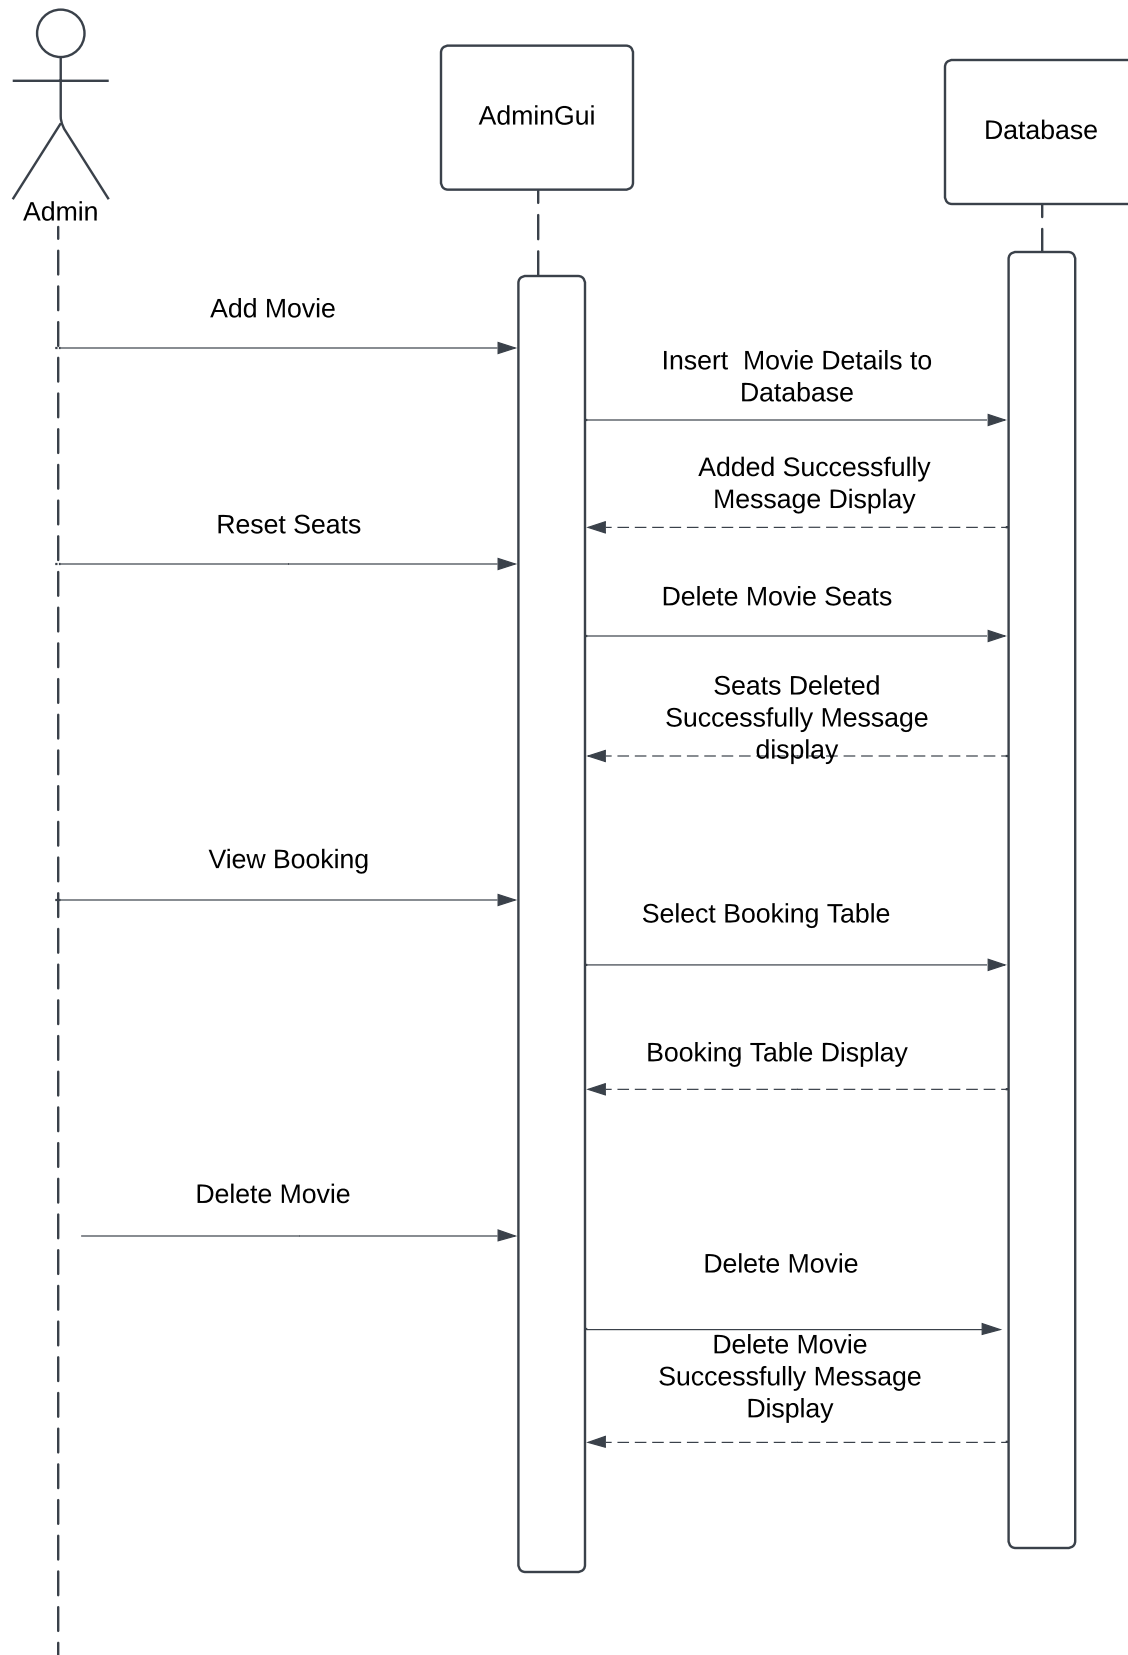 Admin
AdminGui
Database
Add Movie
Insert  Movie Details to
Database
Added Successfully
Message Display
Reset Seats
Delete Movie Seats
Seats Deleted
Successfully Message
display
View Booking
Select Booking Table
Booking Table Display
Delete Movie
Delete Movie
Delete Movie
Successfully Message
Display